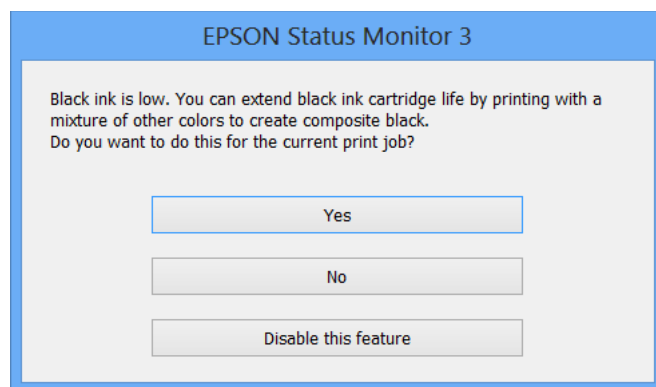 EPSON Status Monitor 3
Black ink is low. You can extend black ink cartridge life by printing with a
mixture of other colors to create composite black.
Do you want to do this for the current print job?
Yes
No
Disable this feature